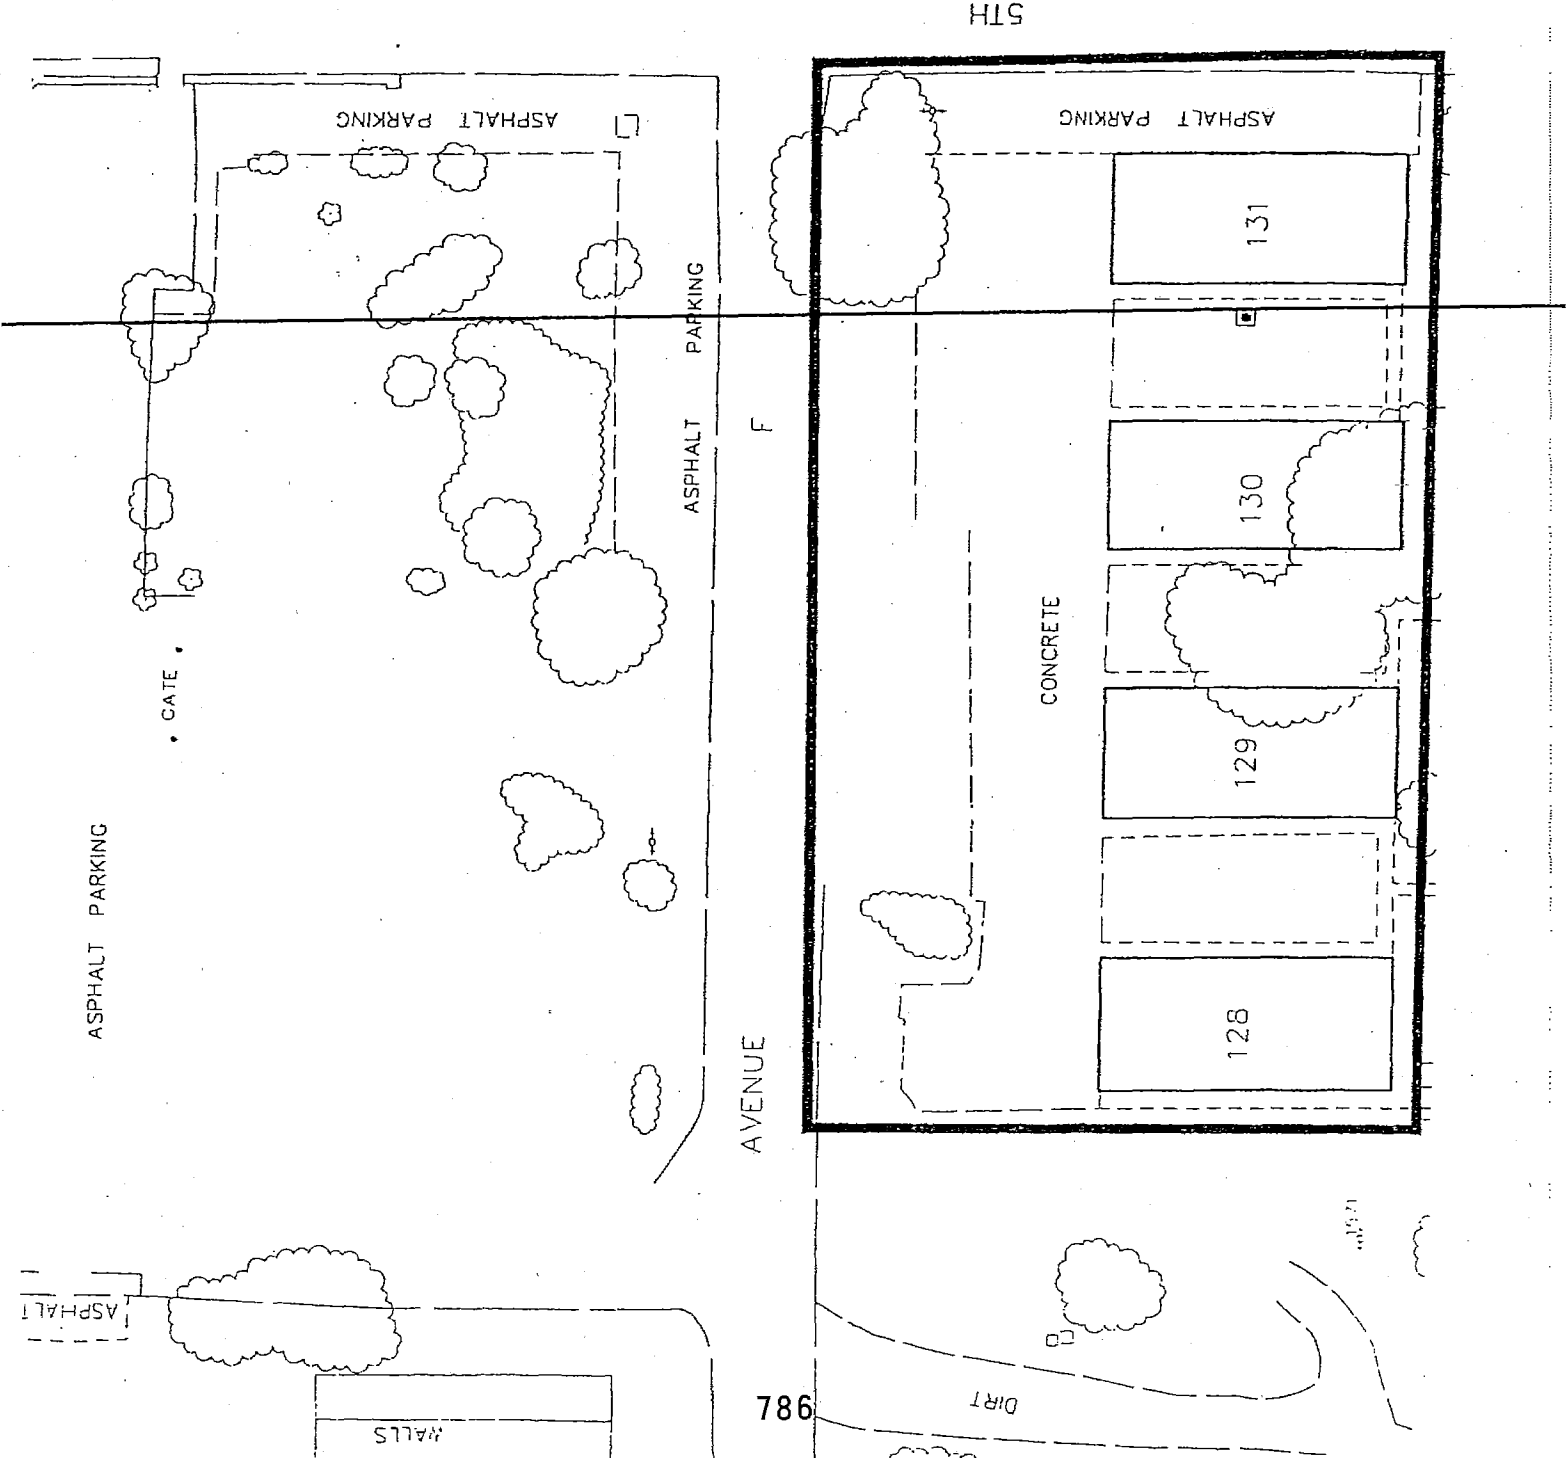 5TH
ASPHALT PARKING
ASPHALT PARKING
131
ASPHALT PARKING
F
130
CONCRETE
GATE
129
ASPHALT PARKING
128
AVENUE
ASPHALT
DIRT
786
WALLS